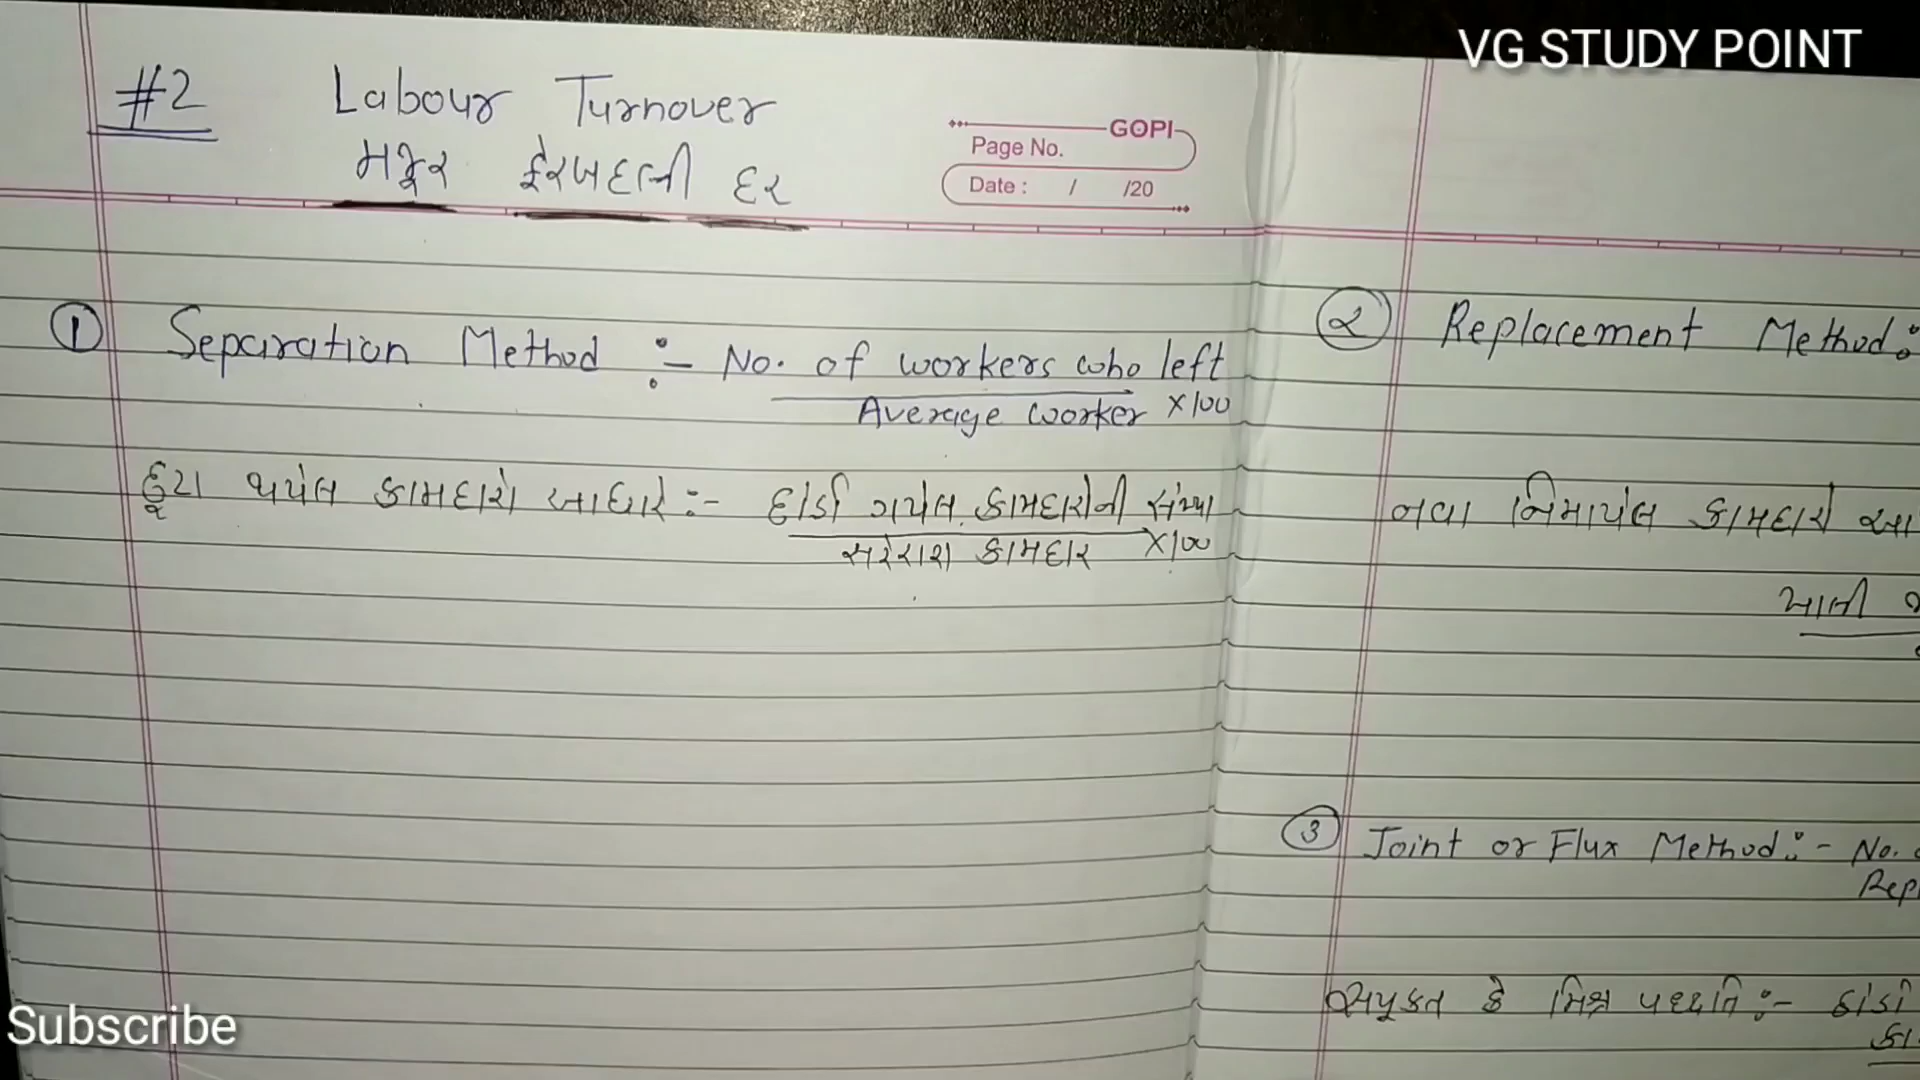 VG STUDY POINT
#2 Labour Turnover
મજૂર ફેરબદલી દર
GOPI
Page No.
Date : / /20
① Separation Method :- No. of workers who left
Average worker ×100
છુટા થયેલ કામદારો આધારે :- છોડી ગયેલ કામદારોની સંખ્યા
સરેરાશ કામદાર ×100
② Replacement Method :
નવા નિમાયેલ કામદારો
ખાલી
③ Joint or Flux Method :- No.
Rep
સંયુક્ત કે મિશ્ર પધ્ધતિ :- છોડી
કા
Subscribe